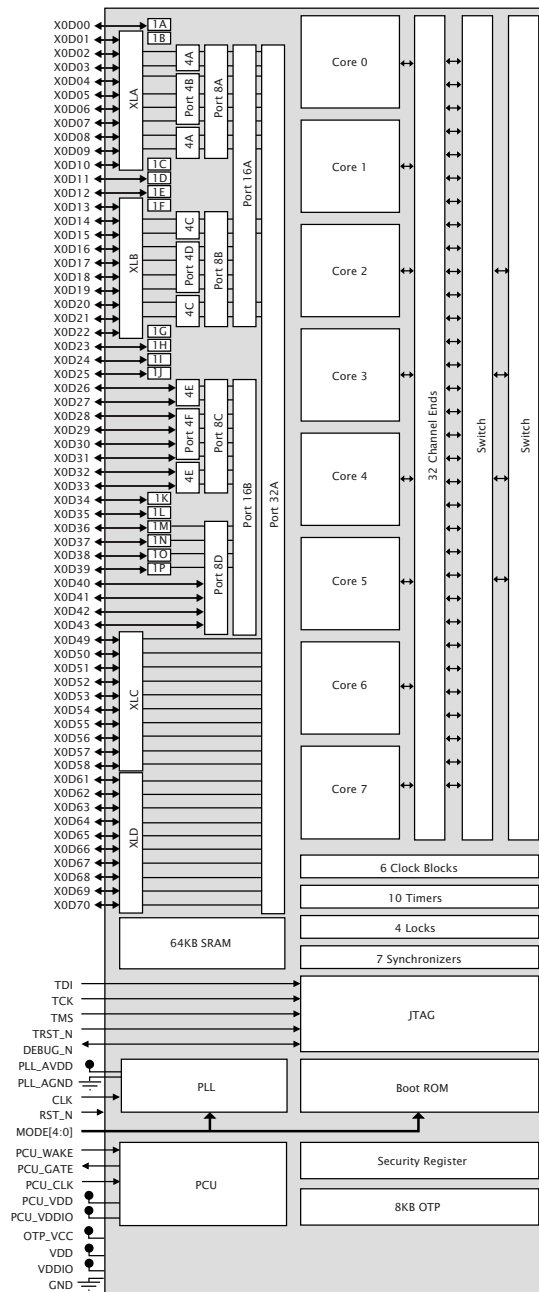 X0D00 1A
X0D01 1B
X0D02
X0D03
X0D04
X0D05
X0D06
X0D07
X0D08
X0D09
X0D10 1C
X0D11 1D
X0D12 1E
X0D13 1F
X0D14
X0D15
X0D16
X0D17
X0D18
X0D19
X0D20
X0D21
X0D22 1G
X0D23 1H
X0D24 1I
X0D25 1J
X0D26
X0D27
X0D28
X0D29
X0D30
X0D31
X0D32
X0D33
X0D34 1K
X0D35 1L
X0D36 1M
X0D37 1N
X0D38 1O
X0D39 1P
X0D40
X0D41
X0D42
X0D43
X0D49
X0D50
X0D51
X0D52
X0D53
X0D54
X0D55
X0D56
X0D57
X0D58
X0D61
X0D62
X0D63
X0D64
X0D65
X0D66
X0D67
X0D68
X0D69
X0D70
XLA
XLB
XLC
XLD
4A
Port 4B
4A
4C
Port 4D
4C
4E
Port 4F
4E
Port 8A
Port 8B
Port 8C
Port 8D
Port 16A
Port 16B
Port 32A
Core 0
Core 1
Core 2
Core 3
Core 4
Core 5
Core 6
Core 7
32 Channel Ends
Switch
Switch
6 Clock Blocks
10 Timers
4 Locks
7 Synchronizers
64KB SRAM
TDI
TCK
TMS
TRST_N
DEBUG_N
JTAG
PLL_AVDD
PLL_AGND
CLK
RST_N
MODE[4:0]
PLL
Boot ROM
PCU_WAKE
PCU_GATE
PCU_CLK
PCU_VDD
PCU_VDDIO
PCU
Security Register
8KB OTP
OTP_VCC
VDD
VDDIO
GND